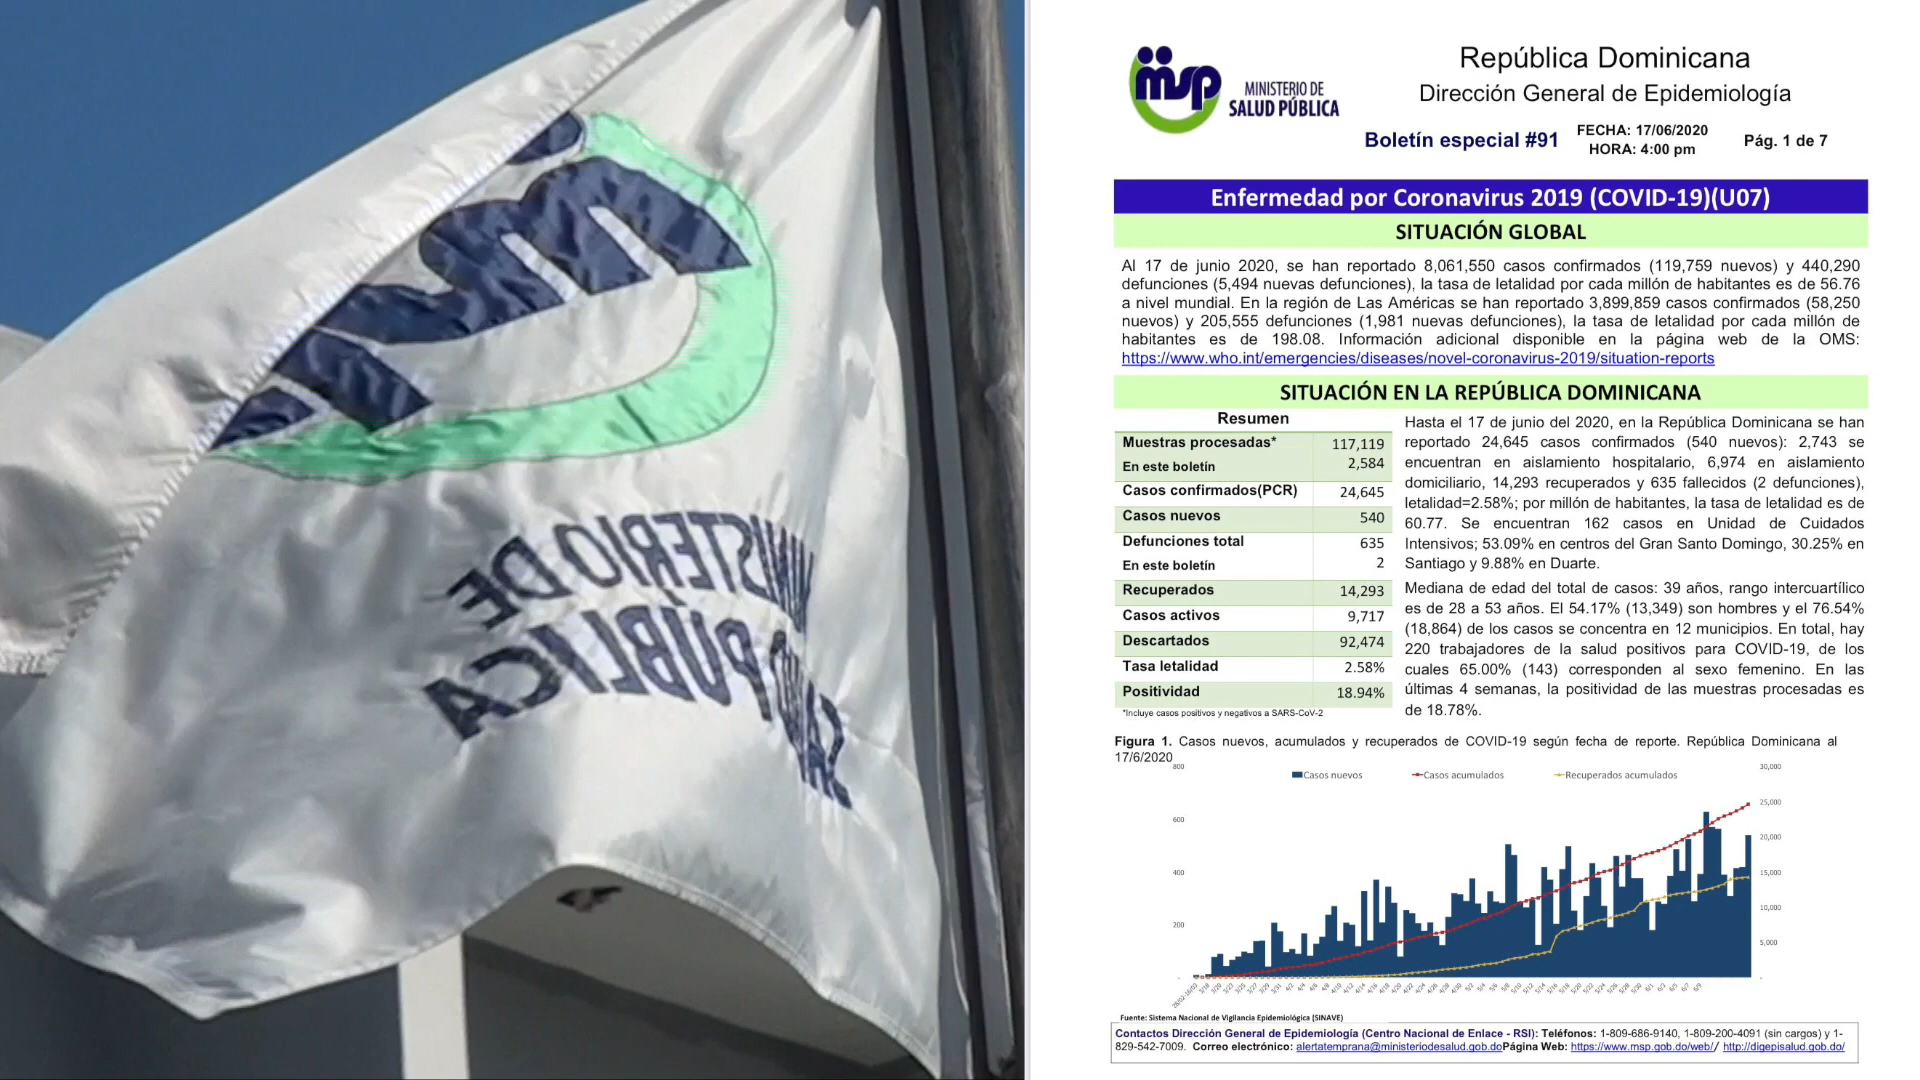 MINISTERIO DE
SALUD PÚBLICA
msp
MINISTERIO DE
SALUD PÚBLICA
República Dominicana
Dirección General de Epidemiología
Boletín especial #91
FECHA: 17/06/2020
HORA: 4:00 pm
Pág. 1 de 7
Enfermedad por Coronavirus 2019 (COVID-19)(U07)
SITUACIÓN GLOBAL
Al 17 de junio 2020, se han reportado 8,061,550 casos confirmados (119,759 nuevos) y 440,290
defunciones (5,494 nuevas defunciones), la tasa de letalidad por cada millón de habitantes es de 56.76
a nivel mundial. En la región de Las Américas se han reportado 3,899,859 casos confirmados (58,250
nuevos) y 205,555 defunciones (1,981 nuevas defunciones), la tasa de letalidad por cada millón de
habitantes es de 198.08. Información adicional disponible en la página web de la OMS:
https://www.who.int/emergencies/diseases/novel-coronavirus-2019/situation-reports
SITUACIÓN EN LA REPÚBLICA DOMINICANA
Resumen
Muestras procesadas* 117,119
En este boletín 2,584
Casos confirmados(PCR) 24,645
Casos nuevos 540
Defunciones total 635
En este boletín 2
Recuperados 14,293
Casos activos 9,717
Descartados 92,474
Tasa letalidad 2.58%
Positividad 18.94%
*Incluye casos positivos y negativos a SARS-CoV-2
Hasta el 17 de junio del 2020, en la República Dominicana se han
reportado 24,645 casos confirmados (540 nuevos): 2,743 se
encuentran en aislamiento hospitalario, 6,974 en aislamiento
domiciliario, 14,293 recuperados y 635 fallecidos (2 defunciones),
letalidad=2.58%; por millón de habitantes, la tasa de letalidad es de
60.77. Se encuentran 162 casos en Unidad de Cuidados
Intensivos; 53.09% en centros del Gran Santo Domingo, 30.25% en
Santiago y 9.88% en Duarte.
Mediana de edad del total de casos: 39 años, rango intercuartílico
es de 28 a 53 años. El 54.17% (13,349) son hombres y el 76.54%
(18,864) de los casos se concentra en 12 municipios. En total, hay
220 trabajadores de la salud positivos para COVID-19, de los
cuales 65.00% (143) corresponden al sexo femenino. En las
últimas 4 semanas, la positividad de las muestras procesadas es
de 18.78%.
Figura 1. Casos nuevos, acumulados y recuperados de COVID-19 según fecha de reporte. República Dominicana al
17/6/2020
Casos nuevos Casos acumulados Recuperados acumulados
800
600
400
200
-
30,000
25,000
20,000
15,000
10,000
5,000
-
Fuente: Sistema Nacional de Vigilancia Epidemiológica (SINAVE)
Contactos Dirección General de Epidemiología (Centro Nacional de Enlace - RSI): Teléfonos: 1-809-686-9140, 1-809-200-4091 (sin cargos) y 1-
829-542-7009. Correo electrónico: alertatemprana@ministeriodesalud.gob.doPágina Web: https://www.msp.gob.do/web// http://digepisalud.gob.do/